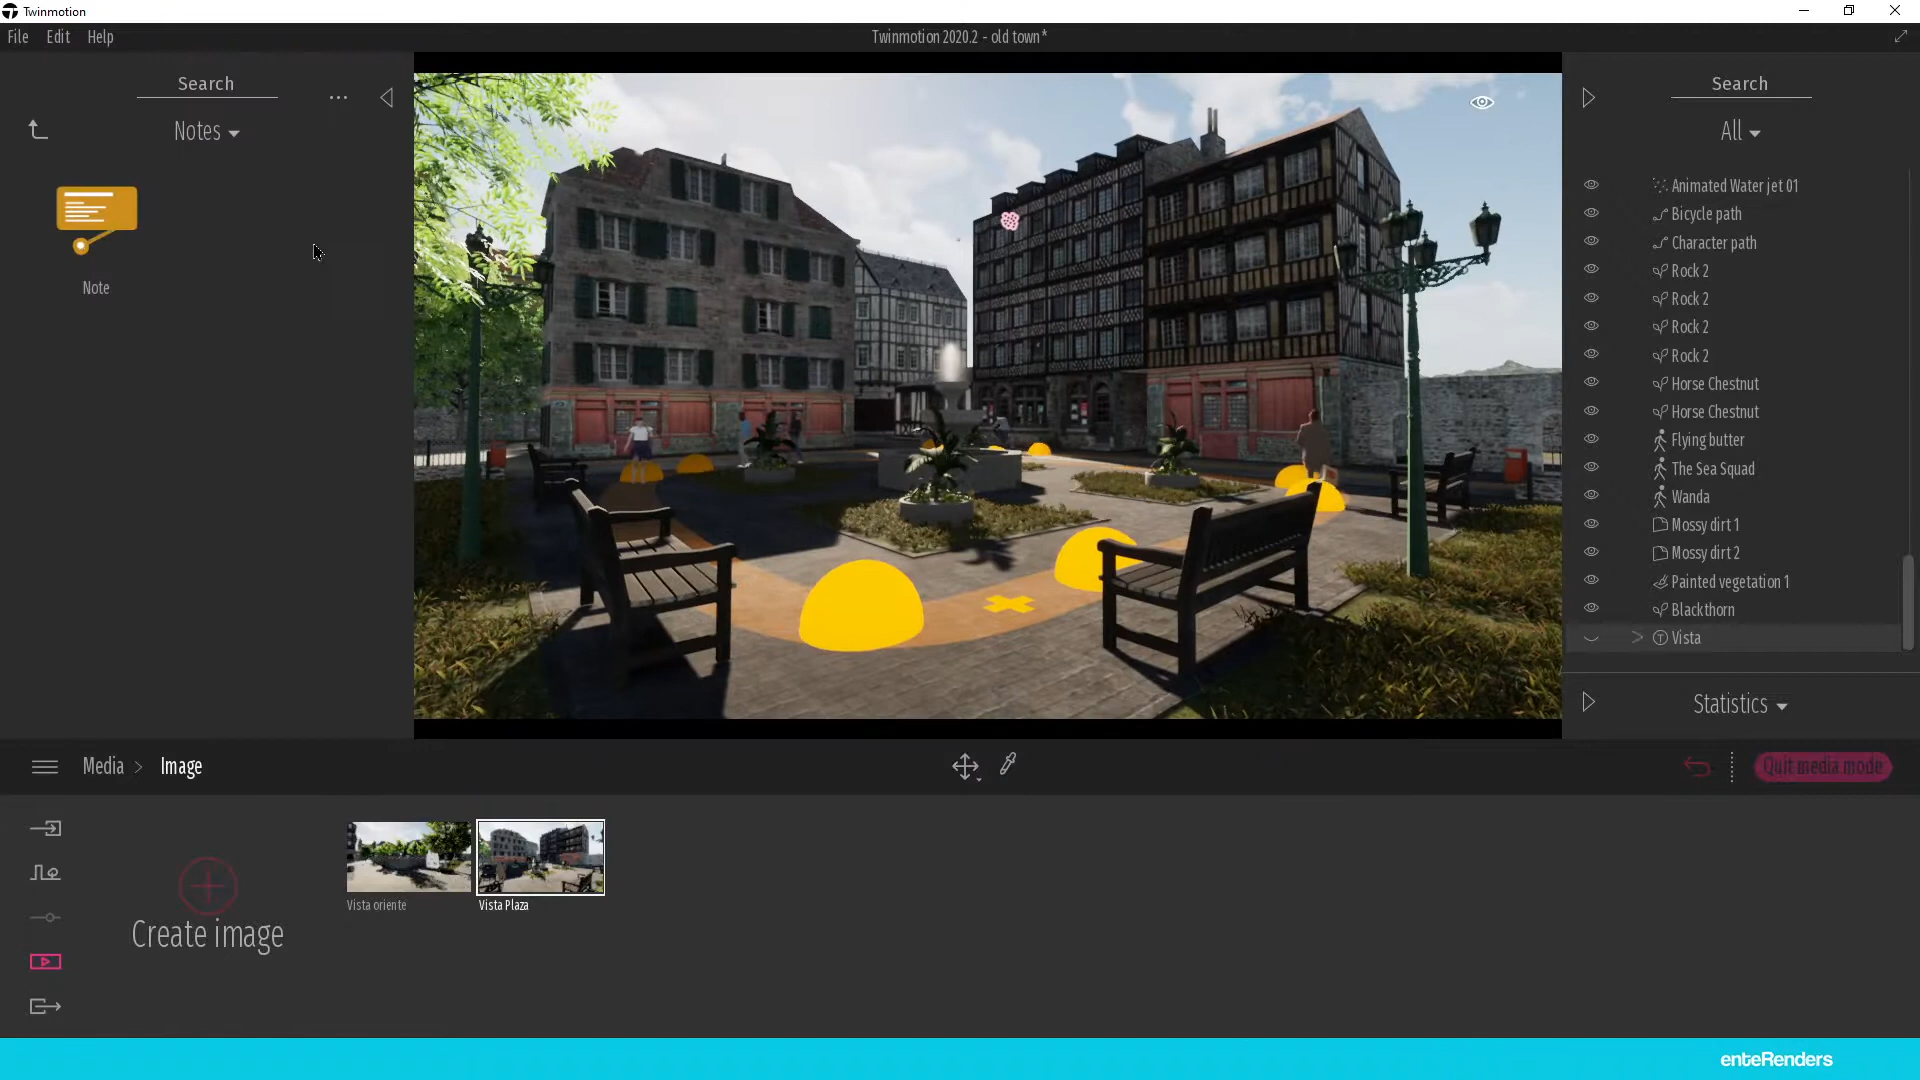 Twinmotion
File Edit Help
Twinmotion 2020.2 - old town*
Search
Notes
Note
Search
All
Animated Water jet 01
Bicycle path
Character path
Rock 2
Rock 2
Rock 2
Rock 2
Horse Chestnut
Horse Chestnut
Flying butter
The Sea Squad
Wanda
Mossy dirt 1
Mossy dirt 2
Painted vegetation 1
Blackthorn
Vista
Statistics
Media > Image
Quit media mode
Create image
Vista oriente
Vista Plaza
enteRenders